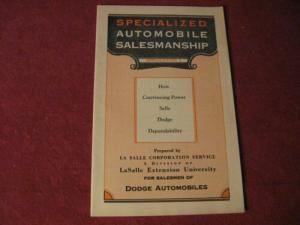 SPECIALIZED
AUTOMOBILE
SALESMANSHIP
How
Convincing Power
Sells
Dodge
Dependability
Prepared by
LA SALLE CORPORATION SERVICE
A DIVISION OF
LaSalle Extension University
FOR SALESMEN OF
DODGE AUTOMOBILES